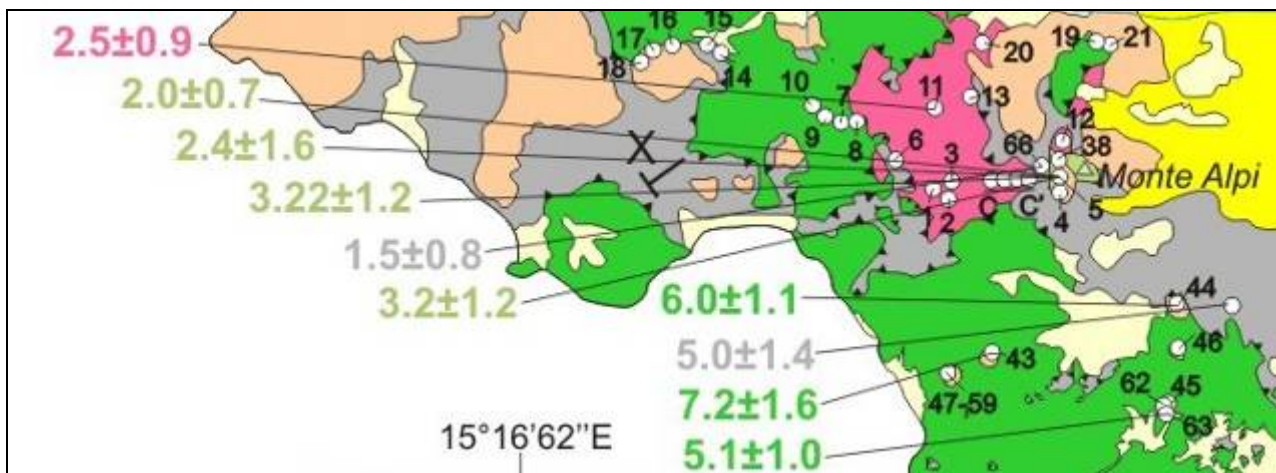 16 15
2.5±0.9 17 19 21
18 14 20
2.0±0.7 10 7 11 13
2.4±1.6 9 8 6 12
X 3 66 38
3.22±1.2 Monte Alpi
1 2 C C' 4 5
1.5±0.8
3.2±1.2 6.0±1.1 44
5.0±1.4 43 46
7.2±1.6 47-59 62 45
15°16'62''E 5.1±1.0 63